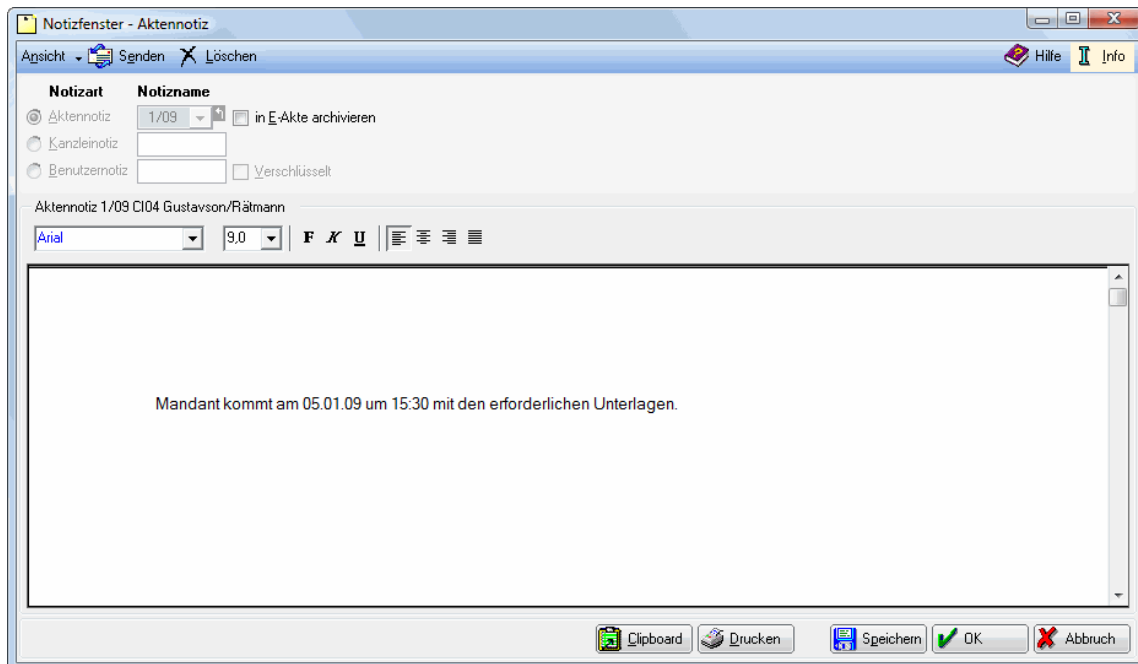 Notizfenster - Aktennotiz
Ansicht Senden Löschen Hilfe Info
Notizart Notizname
Aktennotiz 1/09 in E-Akte archivieren
Kanzleinotiz
Benutzernotiz Verschlüsselt
Aktennotiz 1/09 CI04 Gustavson/Rätmann
Arial 9,0 F K U
Mandant kommt am 05.01.09 um 15:30 mit den erforderlichen Unterlagen.
Clipboard Drucken Speichern OK Abbruch